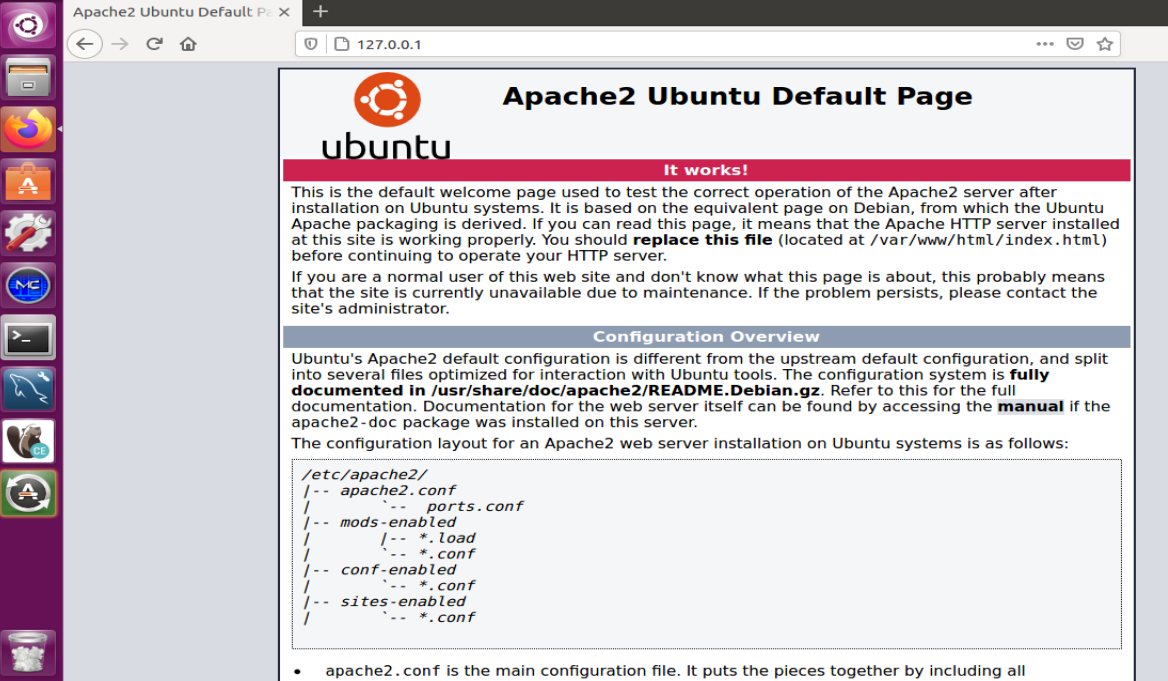 Apache2 Ubuntu Default Pa
127.0.0.1
ubuntu
Apache2 Ubuntu Default Page
It works!
This is the default welcome page used to test the correct operation of the Apache2 server after
installation on Ubuntu systems. It is based on the equivalent page on Debian, from which the Ubuntu
Apache packaging is derived. If you can read this page, it means that the Apache HTTP server installed
at this site is working properly. You should replace this file (located at /var/www/html/index.html)
before continuing to operate your HTTP server.
If you are a normal user of this web site and don't know what this page is about, this probably means
that the site is currently unavailable due to maintenance. If the problem persists, please contact the
site's administrator.
Configuration Overview
Ubuntu's Apache2 default configuration is different from the upstream default configuration, and split
into several files optimized for interaction with Ubuntu tools. The configuration system is fully
documented in /usr/share/doc/apache2/README.Debian.gz. Refer to this for the full
documentation. Documentation for the web server itself can be found by accessing the manual if the
apache2-doc package was installed on this server.
The configuration layout for an Apache2 web server installation on Ubuntu systems is as follows:
/etc/apache2/
|-- apache2.conf
|       `--  ports.conf
|-- mods-enabled
|       |-- *.load
|       `-- *.conf
|-- conf-enabled
|       `-- *.conf
|-- sites-enabled
|       `-- *.conf
• apache2.conf is the main configuration file. It puts the pieces together by including all
MC
>_
CE